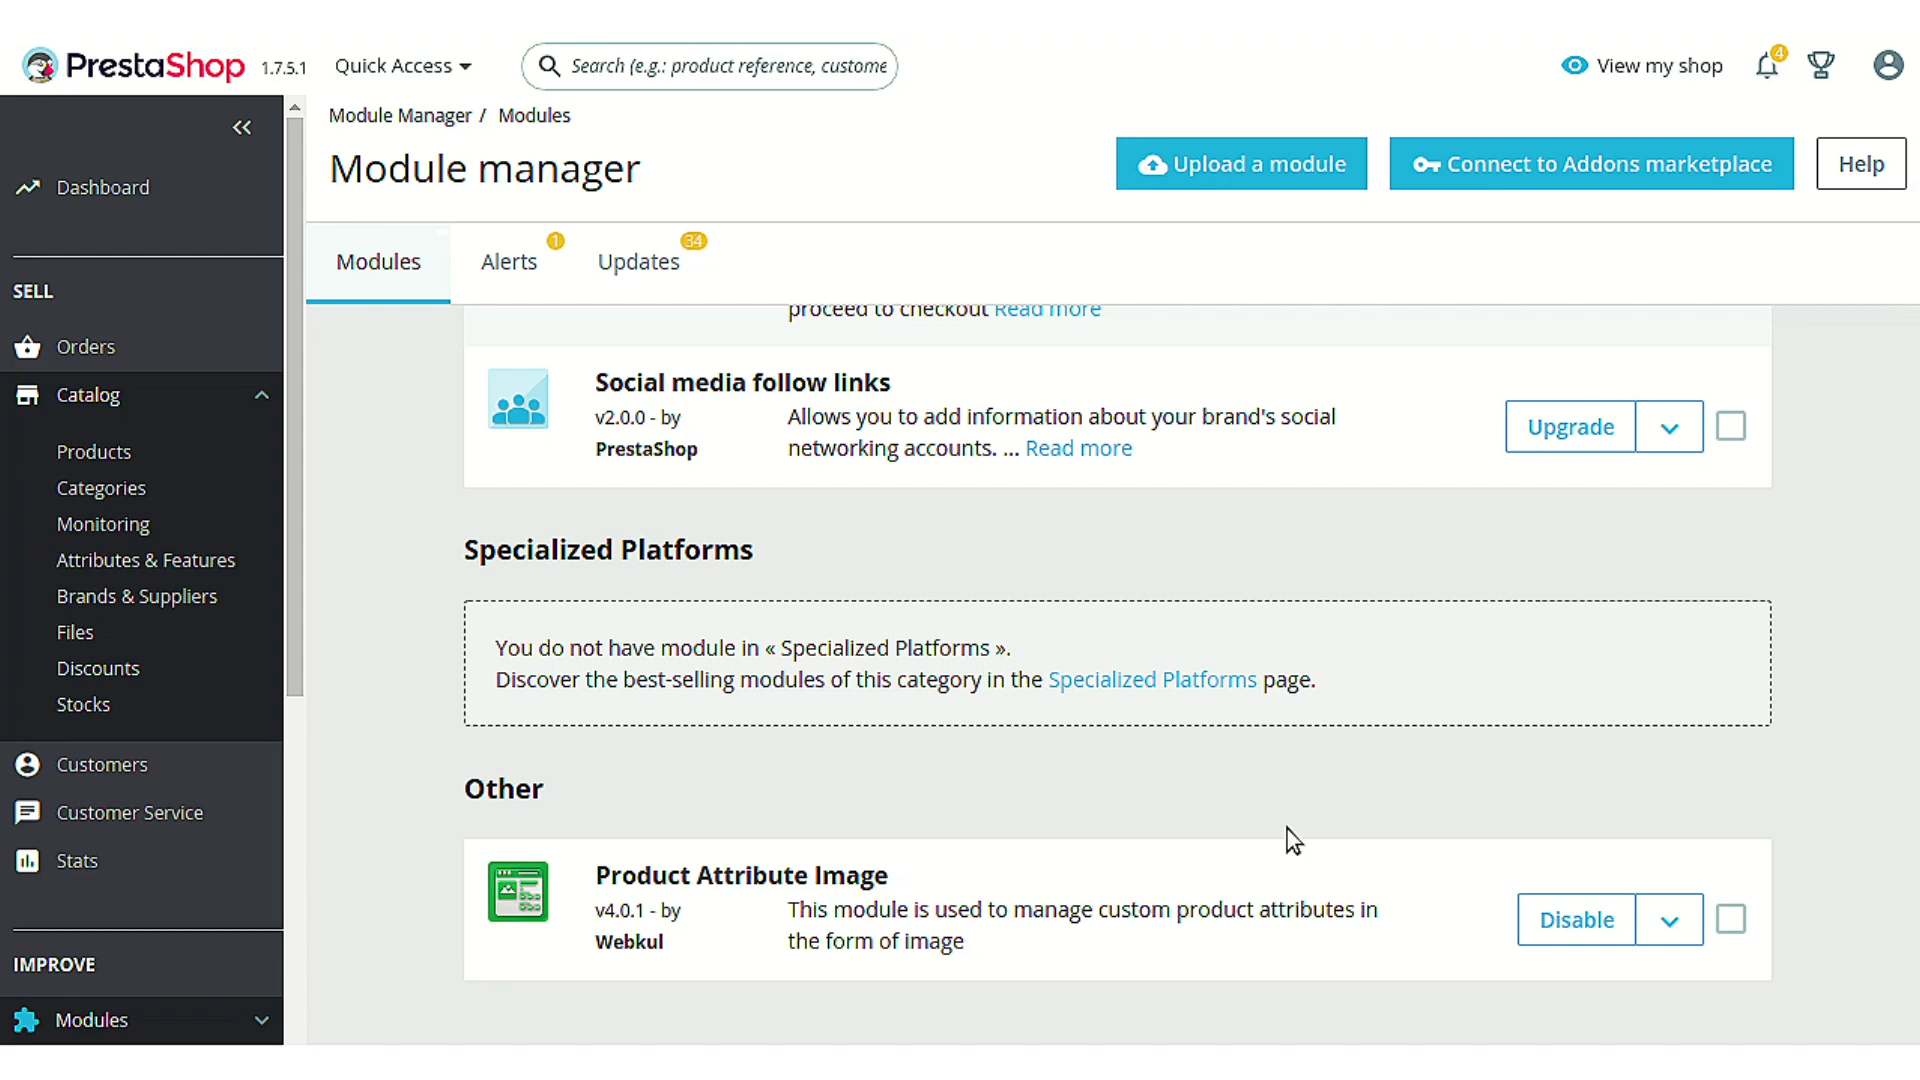 PrestaShop 1.7.5.1 Quick Access Search (e.g.: product reference, custome View my shop 4
Module Manager / Modules
Module manager
Upload a module
Connect to Addons marketplace
Help
Dashboard
SELL
Orders
Catalog
Products
Categories
Monitoring
Attributes & Features
Brands & Suppliers
Files
Discounts
Stocks
Customers
Customer Service
Stats
IMPROVE
Modules
Modules
Alerts 1
Updates 34
proceed to checkout Read more
Social media follow links
v2.0.0 - by
PrestaShop
Allows you to add information about your brand's social
networking accounts. ... Read more
Upgrade
Specialized Platforms
You do not have module in « Specialized Platforms ».
Discover the best-selling modules of this category in the Specialized Platforms page.
Other
Product Attribute Image
v4.0.1 - by
Webkul
This module is used to manage custom product attributes in
the form of image
Disable